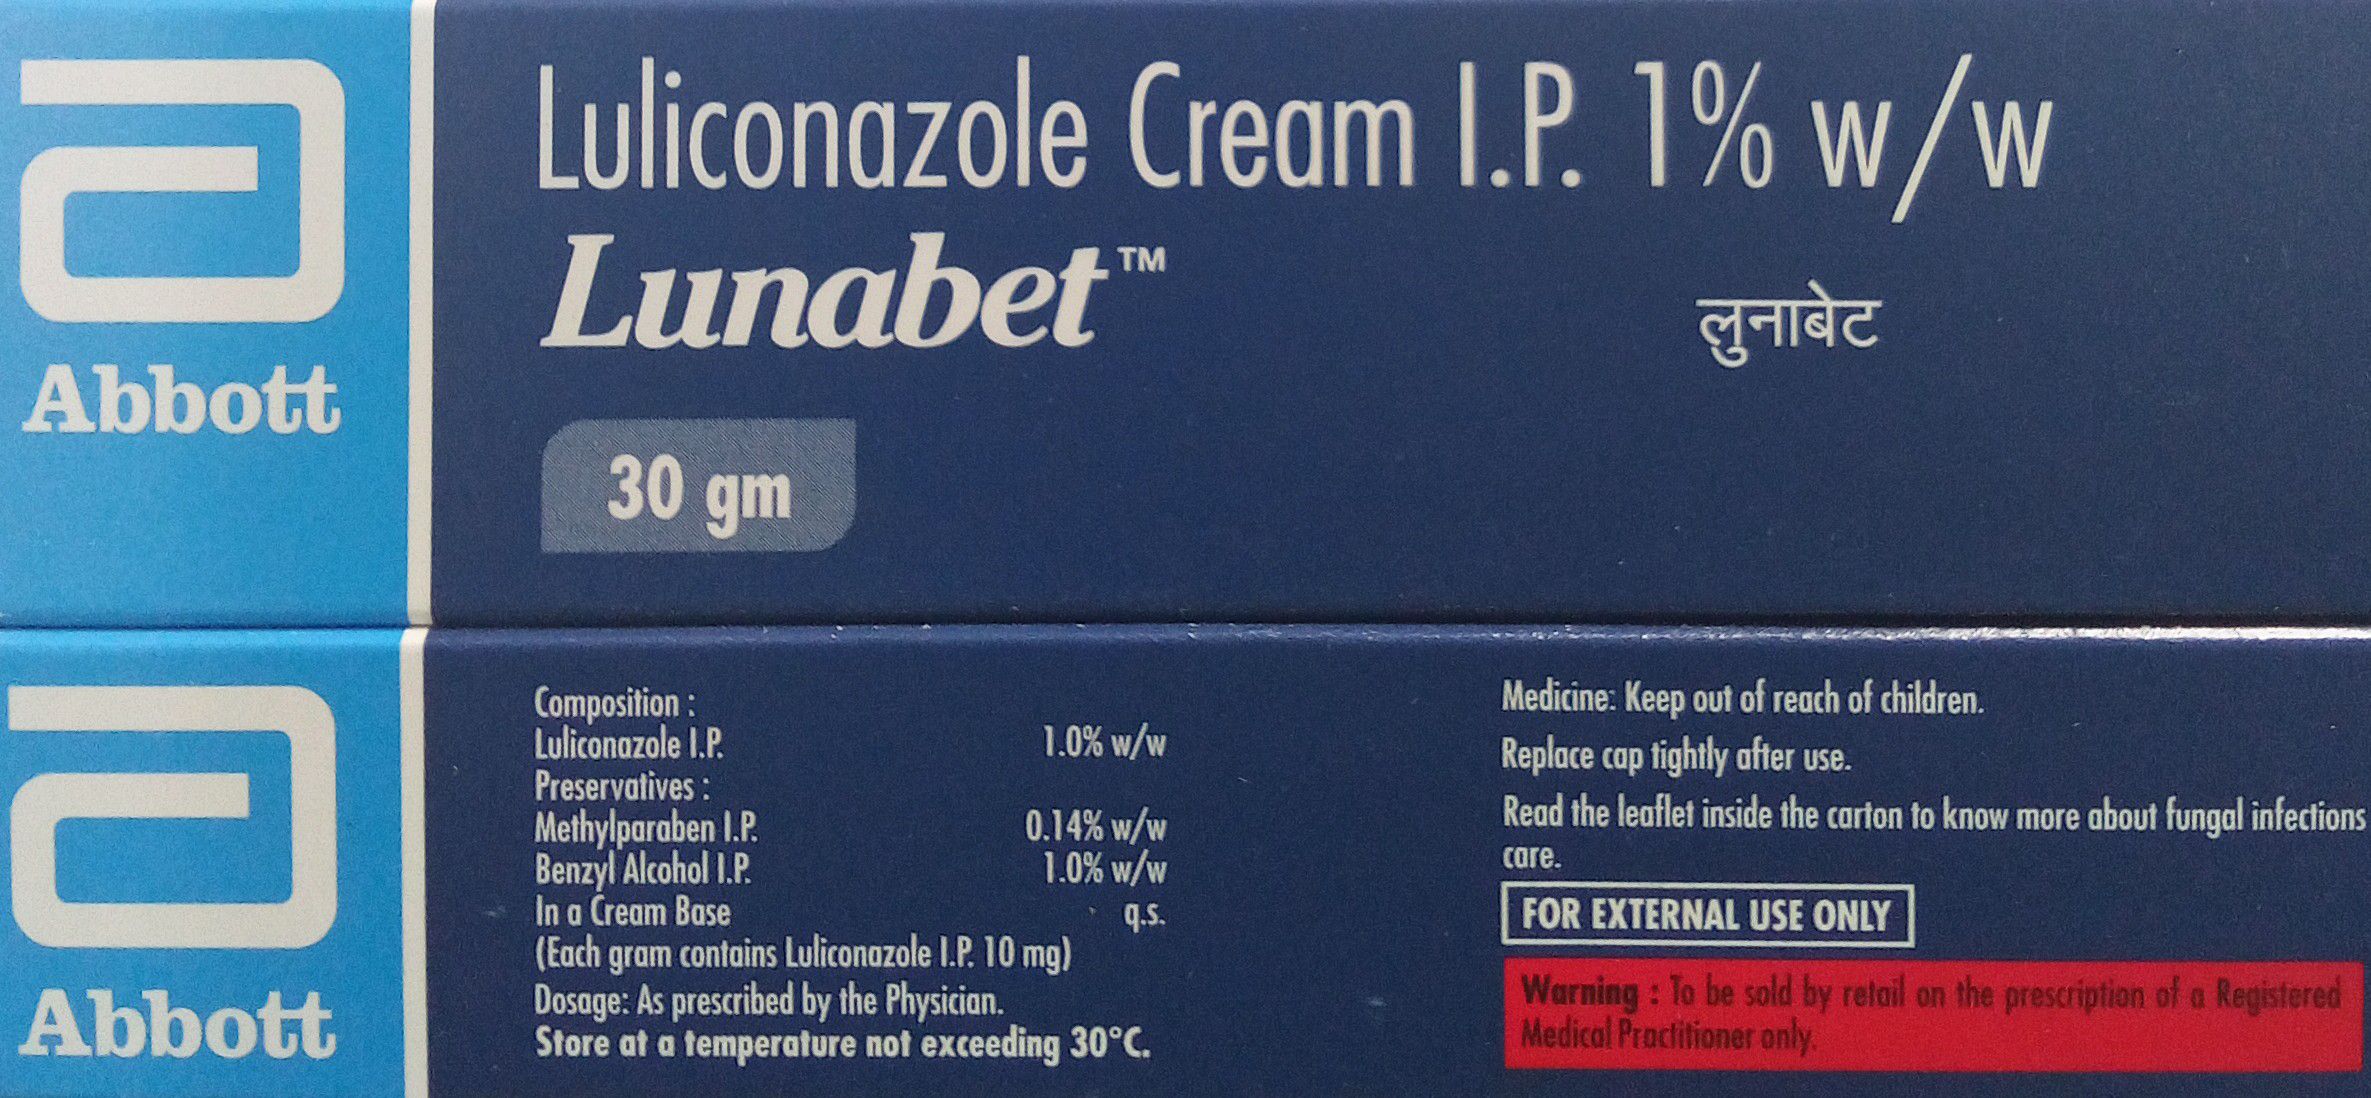 Abbott
Luliconazole Cream I.P. 1% w/w
Lunabet™
लुनाबेट
30 gm
Abbott
Composition :
Luliconazole I.P. 1.0% w/w
Preservatives :
Methylparaben I.P. 0.14% w/w
Benzyl Alcohol I.P. 1.0% w/w
In a Cream Base q.s.
(Each gram contains Luliconazole I.P. 10 mg)
Dosage: As prescribed by the Physician.
Store at a temperature not exceeding 30°C.
Medicine: Keep out of reach of children.
Replace cap tightly after use.
Read the leaflet inside the carton to know more about fungal infections
care.
FOR EXTERNAL USE ONLY
Warning : To be sold by retail on the prescription of a Registered
Medical Practitioner only.